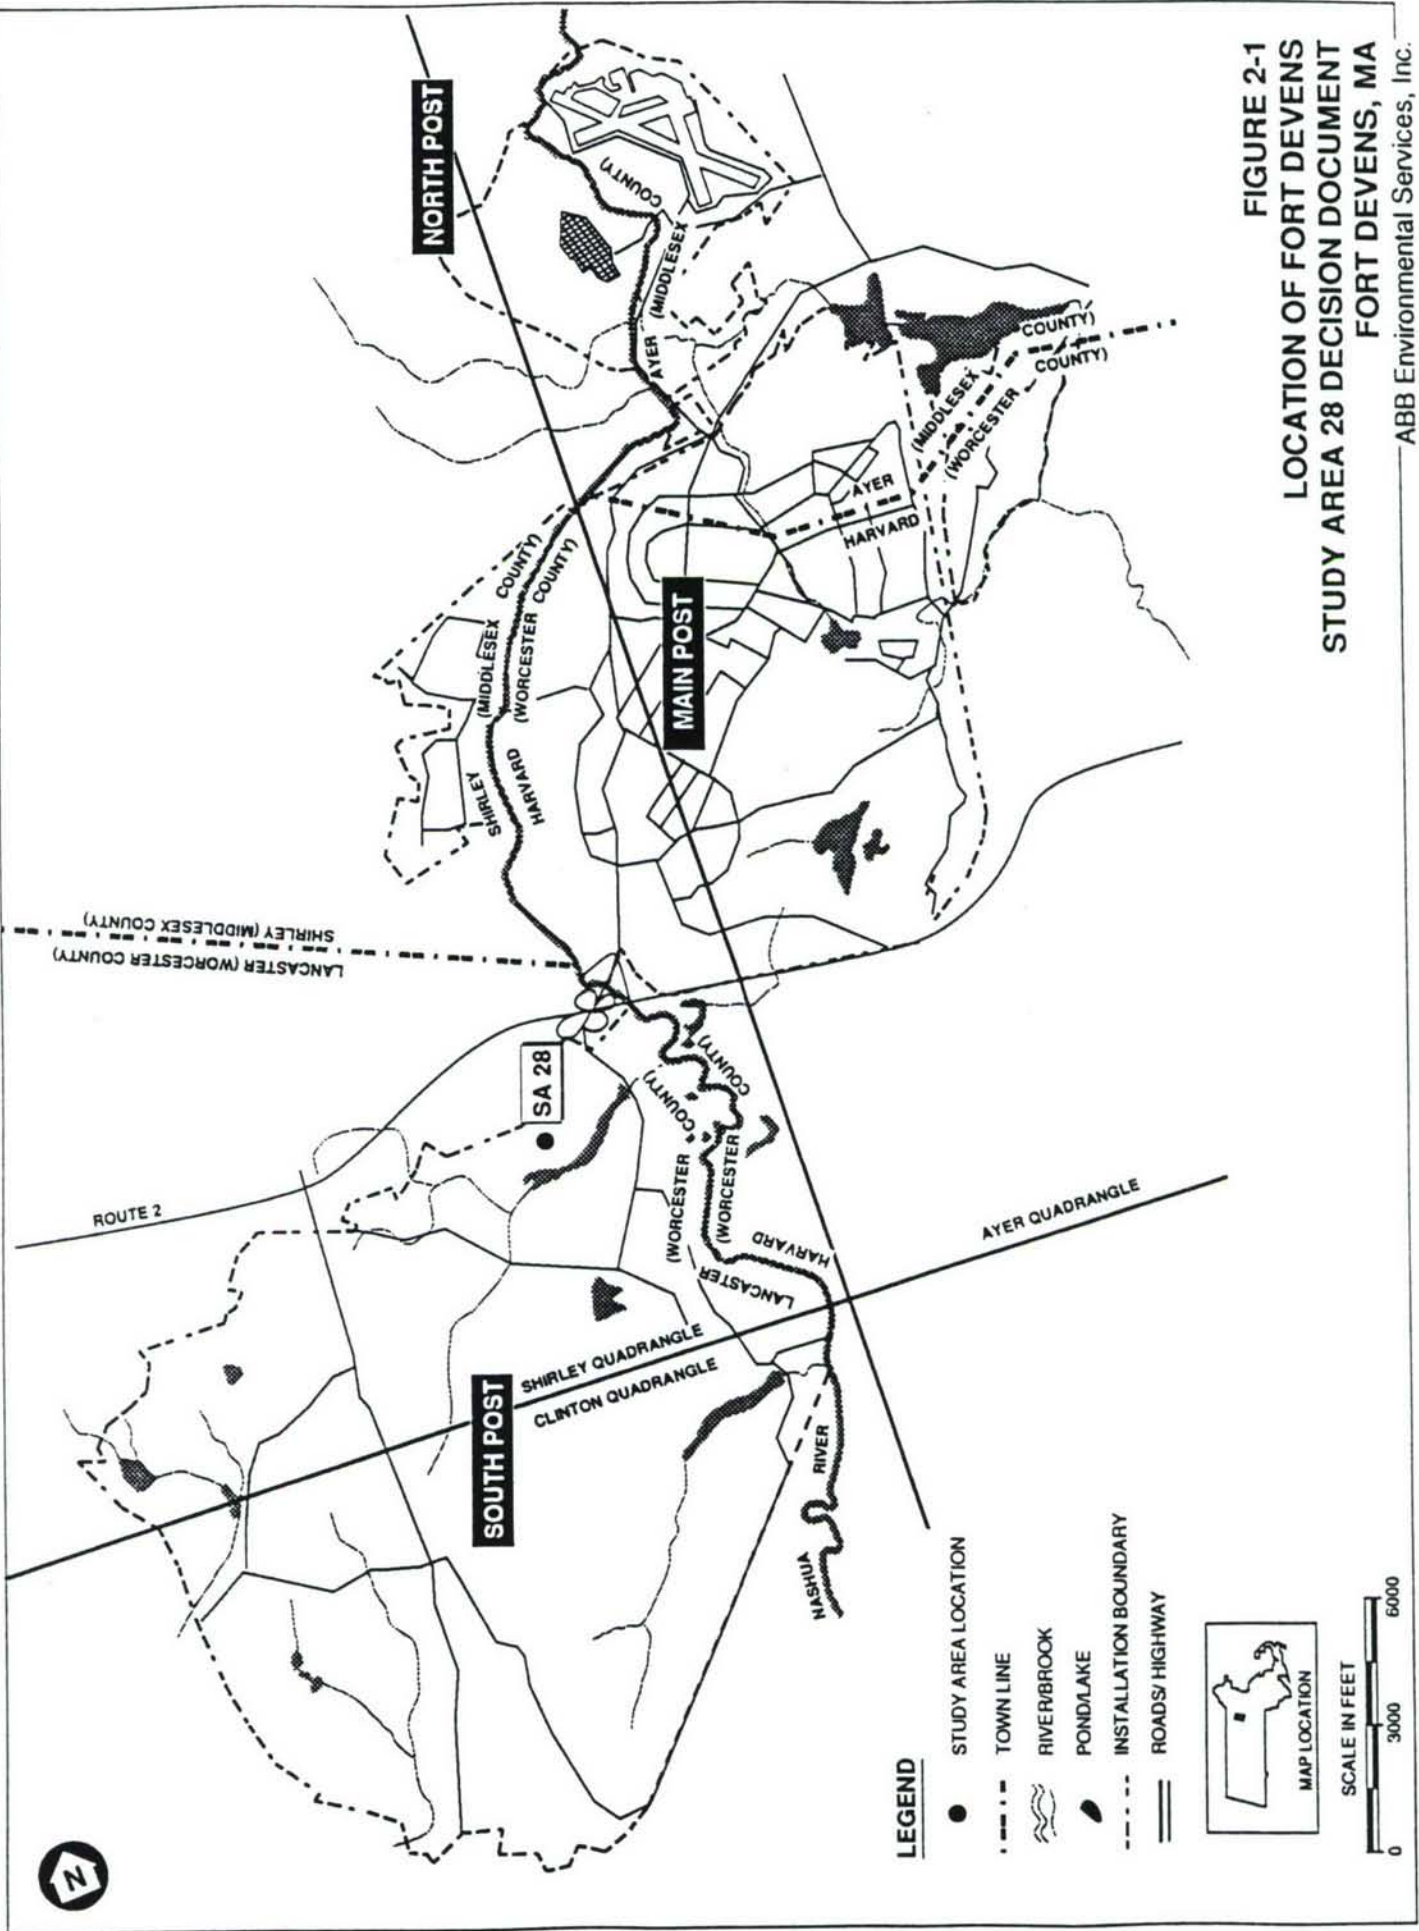 N
NORTH POST
COUNTY)
(MIDDLESEX
AYER
COUNTY)
COUNTY)
(MIDDLESEX
(WORCESTER
AYER
HARVARD
COUNTY)
COUNTY)
(MIDDLESEX
(WORCESTER
SHIRLEY
HARVARD
MAIN POST
SHIRLEY (MIDDLESEX COUNTY)
LANCASTER (WORCESTER COUNTY)
SA 28
COUNTY)
COUNTY)
(WORCESTER
(WORCESTER
HARVARD
LANCASTER
ROUTE 2
AYER QUADRANGLE
SHIRLEY QUADRANGLE
CLINTON QUADRANGLE
SOUTH POST
NASHUA
RIVER
LEGEND
STUDY AREA LOCATION
TOWN LINE
RIVER/BROOK
POND/LAKE
INSTALLATION BOUNDARY
ROADS/ HIGHWAY
MAP LOCATION
SCALE IN FEET
0 3000 6000
FIGURE 2-1
LOCATION OF FORT DEVENS
STUDY AREA 28 DECISION DOCUMENT
FORT DEVENS, MA
ABB Environmental Services, Inc.